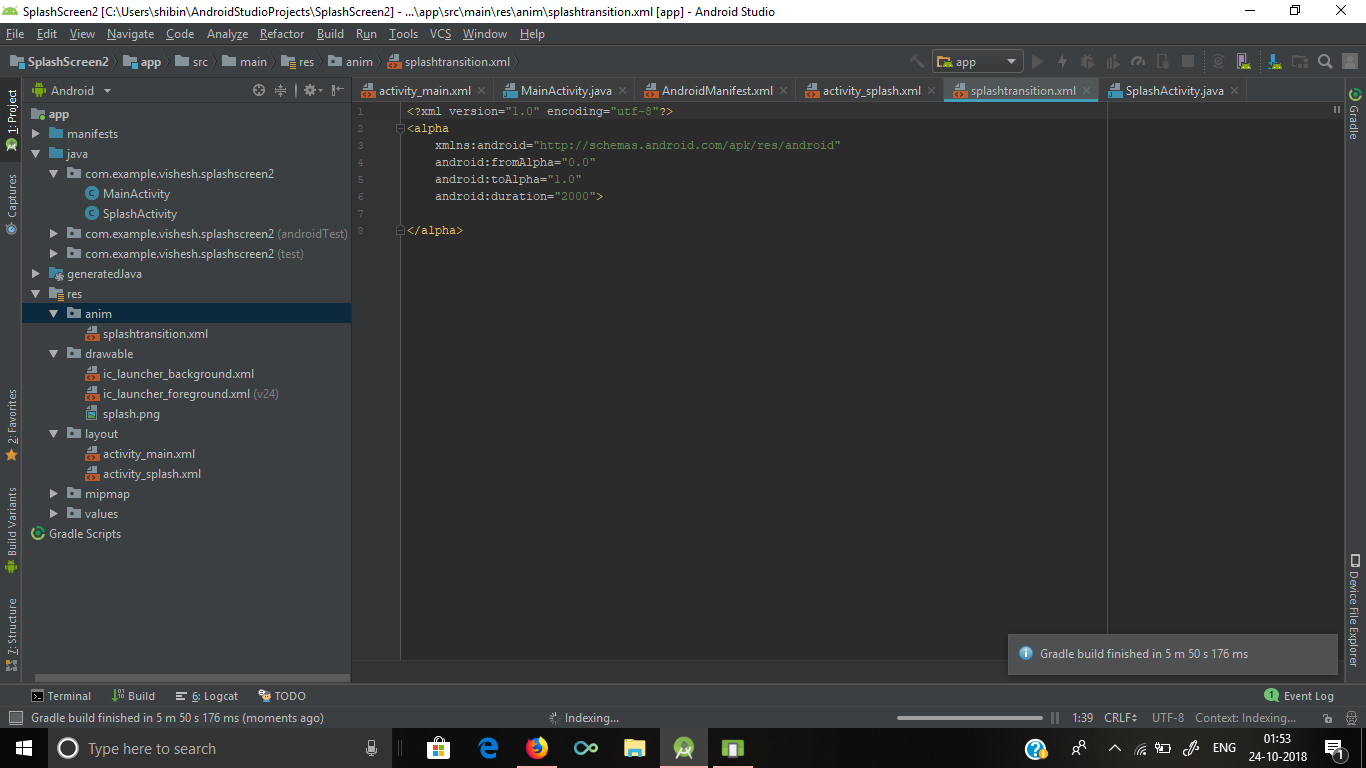 SplashScreen2 [C:\Users\shibin\AndroidStudioProjects\SplashScreen2] - ...\app\src\main\res\anim\splashtransition.xml [app] - Android Studio
File Edit View Navigate Code Analyze Refactor Build Run Tools VCS Window Help
SplashScreen2 app src main res anim splashtransition.xml app
Android
activity_main.xml MainActivity.java AndroidManifest.xml activity_splash.xml splashtransition.xml SplashActivity.java
1: Project
Captures
2: Favorites
Build Variants
7: Structure
app
manifests
java
com.example.vishesh.splashscreen2
MainActivity
SplashActivity
com.example.vishesh.splashscreen2 (androidTest)
com.example.vishesh.splashscreen2 (test)
generatedJava
res
anim
splashtransition.xml
drawable
ic_launcher_background.xml
ic_launcher_foreground.xml (v24)
splash.png
layout
activity_main.xml
activity_splash.xml
mipmap
values
Gradle Scripts
1 <?xml version="1.0" encoding="utf-8"?>
2 <alpha
3 xmlns:android="http://schemas.android.com/apk/res/android"
4 android:fromAlpha="0.0"
5 android:toAlpha="1.0"
6 android:duration="2000">
7
8 </alpha>
Gradle
Device File Explorer
Gradle build finished in 5 m 50 s 176 ms
Terminal Build 6: Logcat TODO 1 Event Log
Gradle build finished in 5 m 50 s 176 ms (moments ago) Indexing... 1:39 CRLF UTF-8 Context: Indexing...
Type here to search
ENG
01:53
24-10-2018
1